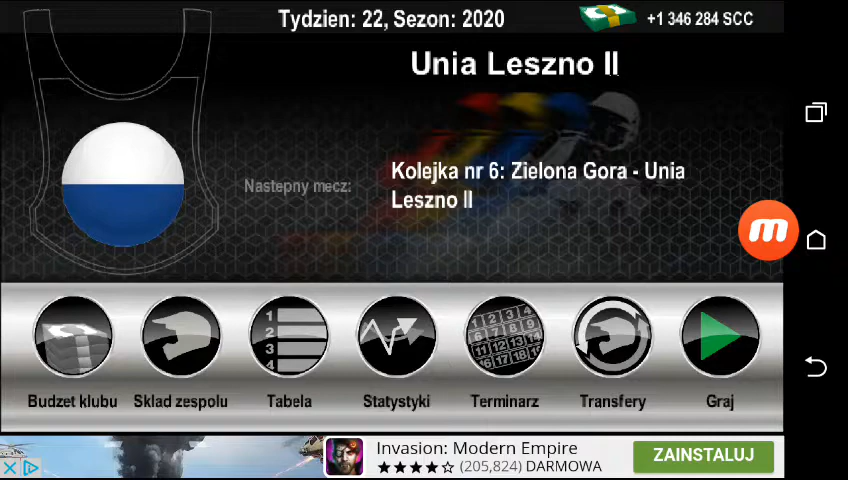 Tydzien: 22, Sezon: 2020
+1 346 284 SCC
Unia Leszno II
Nastepny mecz:
Kolejka nr 6: Zielona Gora - Unia
Leszno II
Budzet klubu
Sklad zespolu
Tabela
Statystyki
Terminarz
Transfery
Graj
Invasion: Modern Empire
(205,824) DARMOWA
ZAINSTALUJ